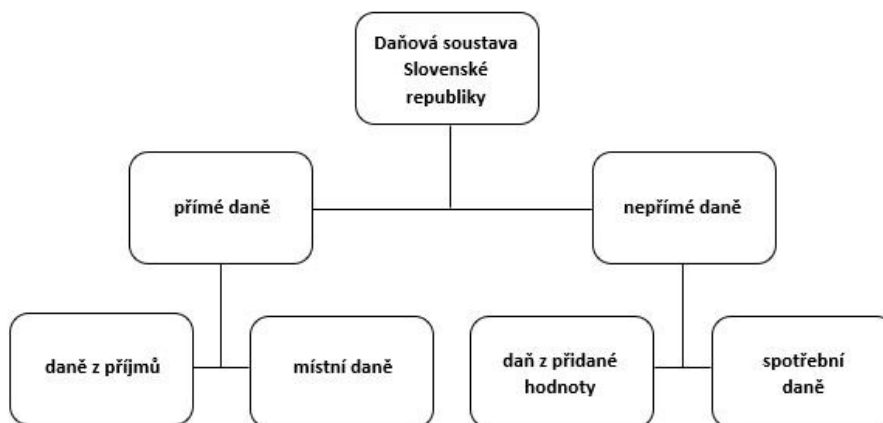 Daňová soustava
Slovenské
republiky
přímé daně
nepřímé daně
daně z příjmů
místní daně
daň z přidané
hodnoty
spotřební
daně